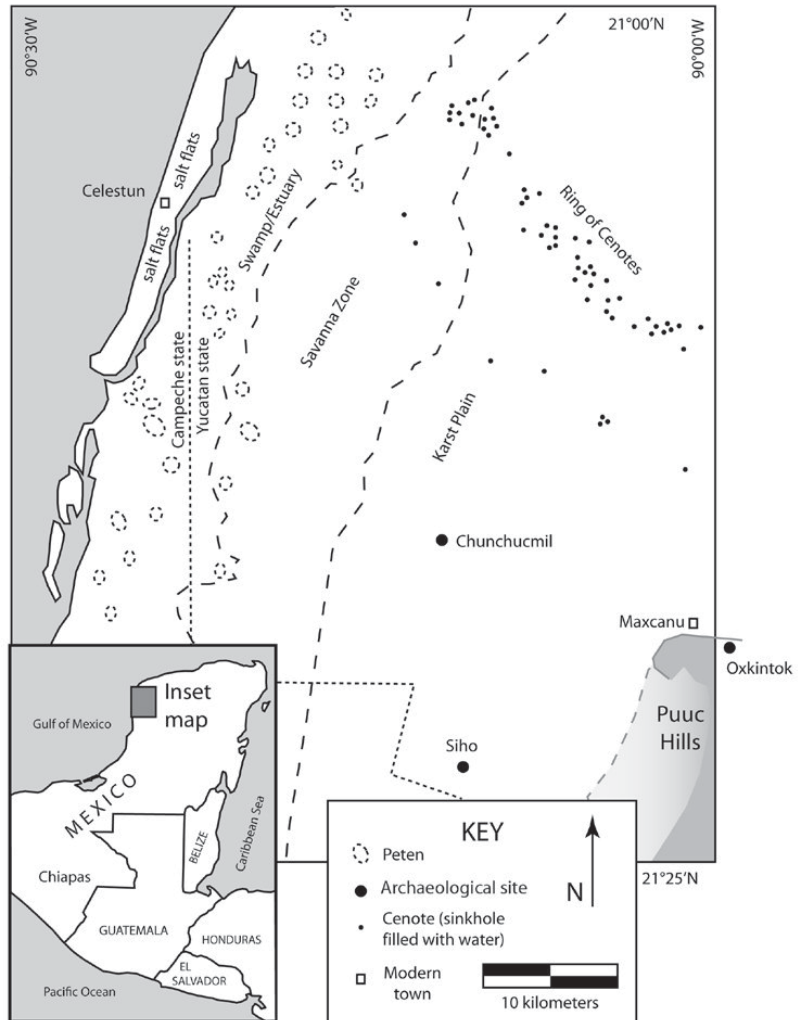 90°30'W
21°00'N
90°00'W
salt flats
Celestun
salt flats
Swamp/Estuary
Ring of Cenotes
Savanna Zone
Campeche state
Yucatan state
Karst Plain
Chunchucmil
Maxcanu
Oxkintok
Puuc
Hills
Siho
21°25'N
Inset
map
Gulf of Mexico
MEXICO
BELIZE
Caribbean Sea
Chiapas
GUATEMALA
HONDURAS
EL
SALVADOR
Pacific Ocean
KEY
Peten
Archaeological site
Cenote (sinkhole
filled with water)
Modern
town
N
10 kilometers